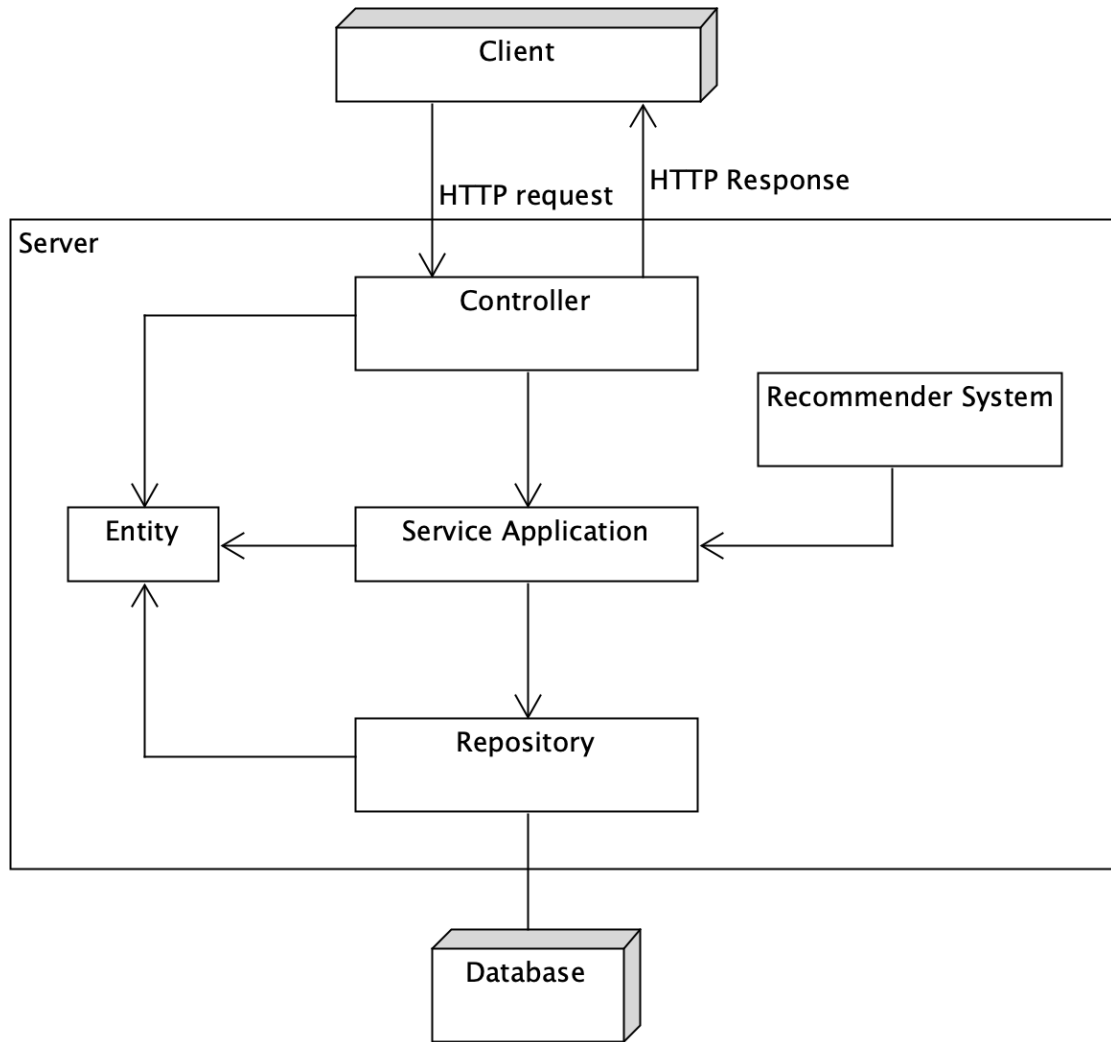 Client
HTTP request
HTTP Response
Server
Controller
Recommender System
Entity
Service Application
Repository
Database